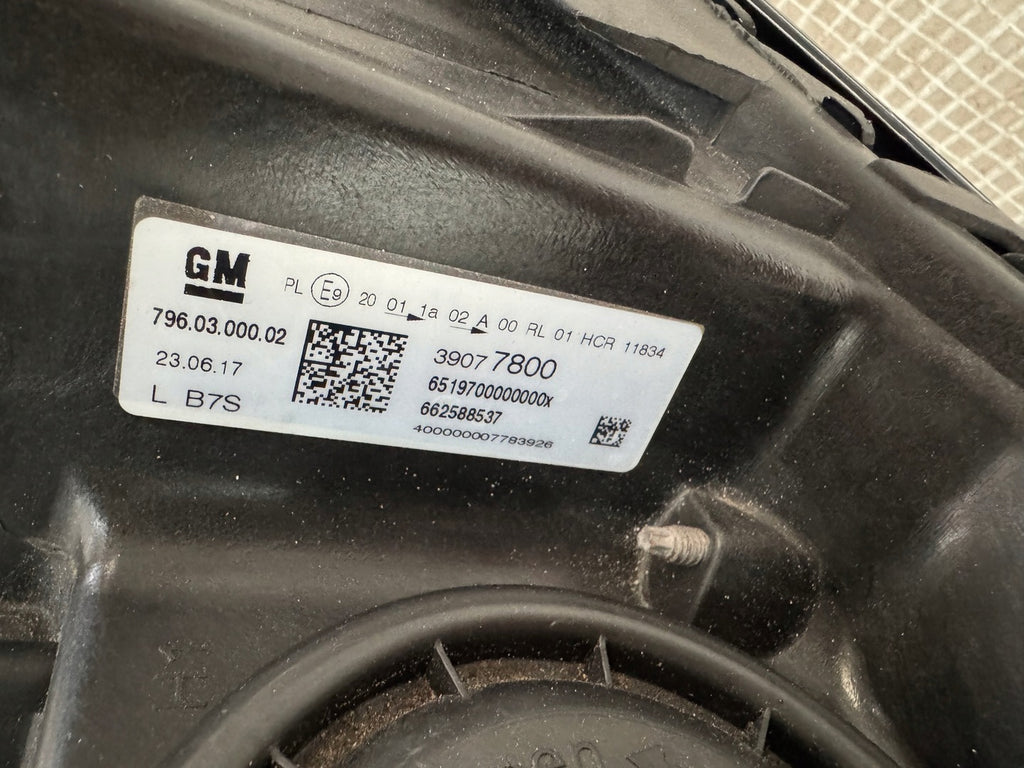 GM
PL E9 20 01 1a 02 A 00 RL 01 HCR 11834
796.03.000.02
39077800
23.06.17
6519700000000x
662588537
L B7S
400000007783926